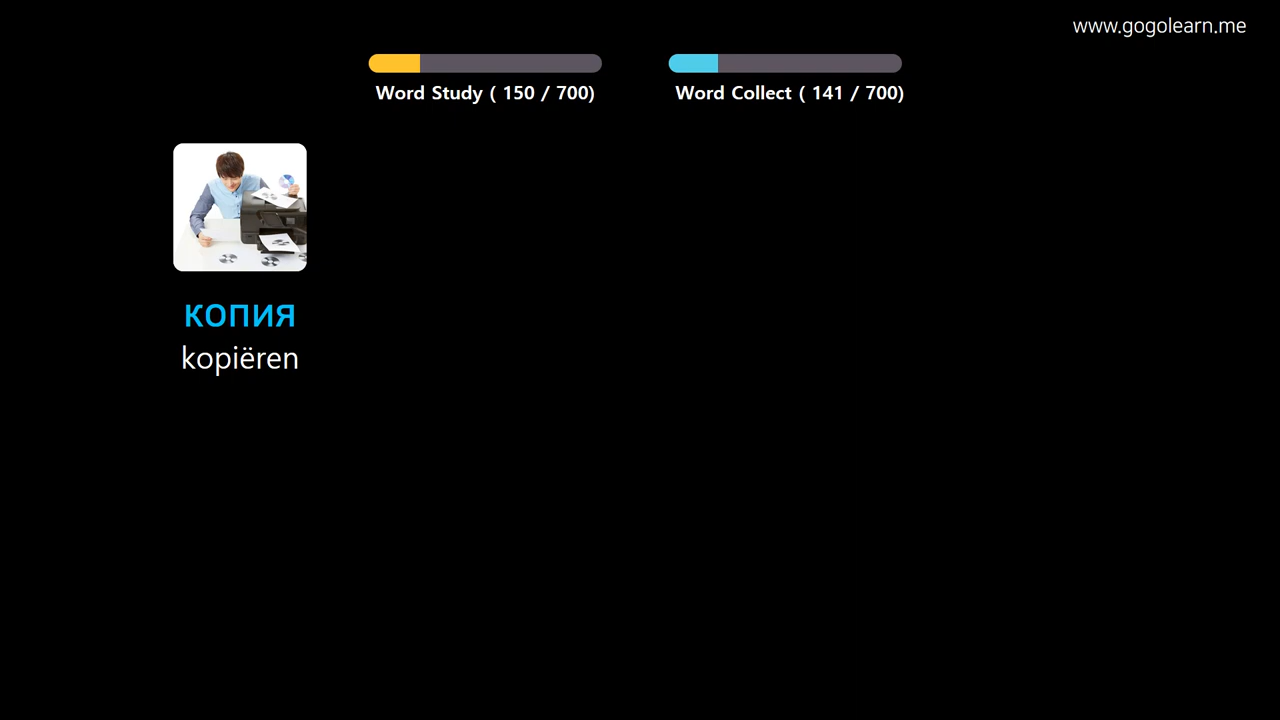 www.gogolearn.me
Word Study ( 150 / 700)
Word Collect ( 141 / 700)
копия
kopiëren